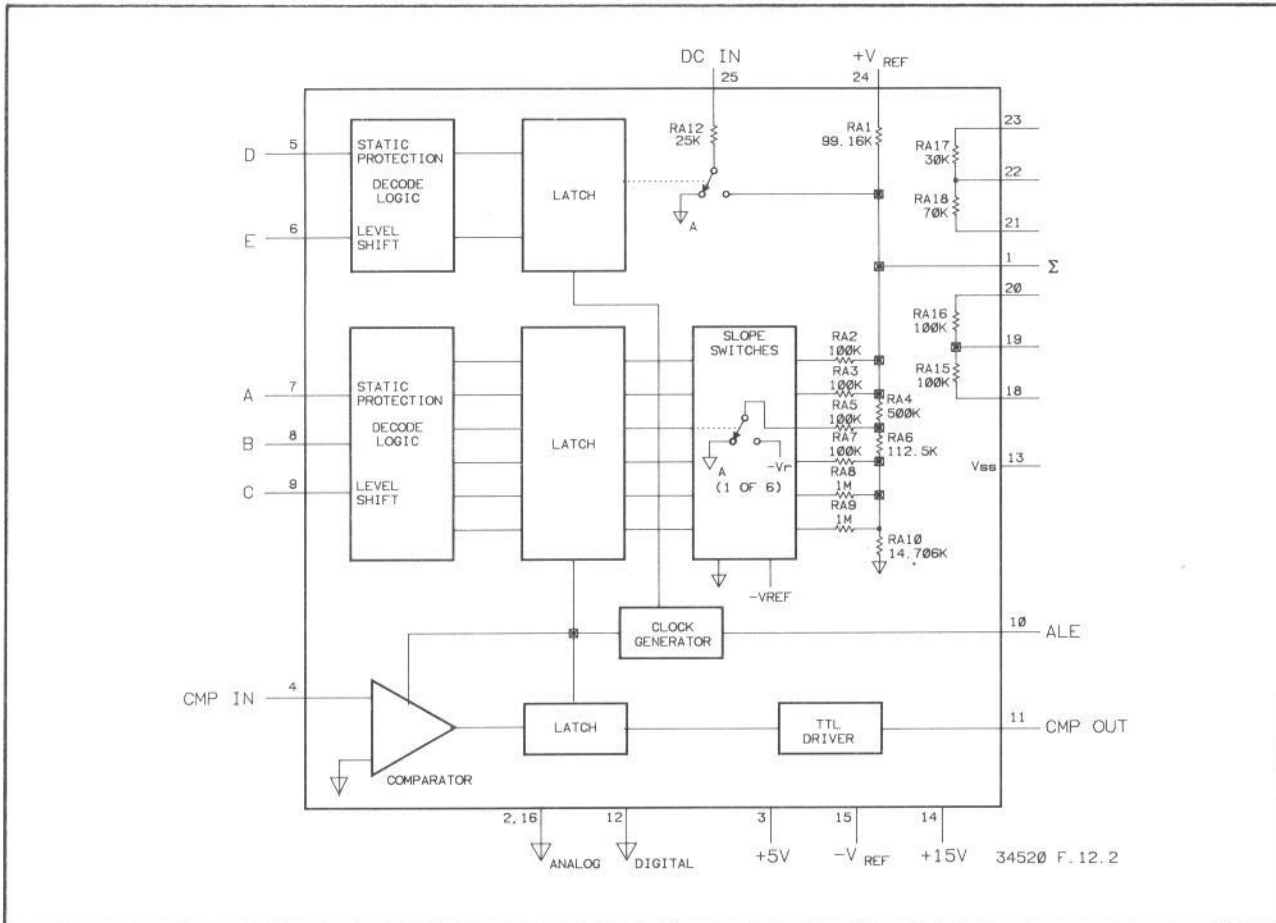 DC IN
+V REF
25
24
23
RA12
25K
RA1
99.16K
RA17
30K
D
5
STATIC
PROTECTION
DECODE
LOGIC
LATCH
22
RA18
70K
A
E
6
LEVEL
SHIFT
21
1
Σ
20
RA16
100K
SLOPE
SWITCHES
RA2
100K
19
RA3
100K
RA15
100K
A
7
STATIC
PROTECTION
18
RA4
500K
RA5
100K
B
8
DECODE
LOGIC
LATCH
RA6
112.5K
RA7
100K
A
-Vr
Vss
13
(1 OF 6)
RA8
1M
C
9
LEVEL
SHIFT
RA9
1M
RA10
14.706K
-VREF
CLOCK
GENERATOR
10
ALE
CMP IN
4
LATCH
TTL
DRIVER
11
CMP OUT
COMPARATOR
2,16
12
3
15
14
ANALOG
DIGITAL
+5V
-V REF
+15V
34520 F.12.2